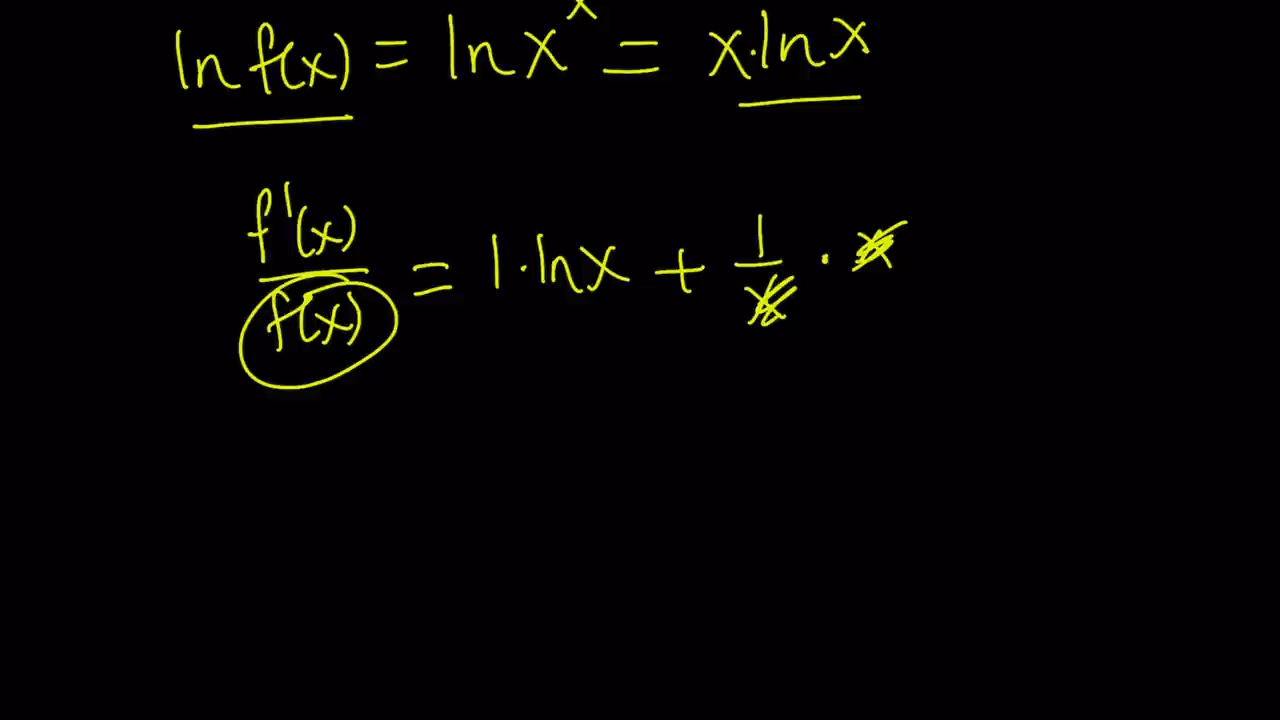 ln f(x) = ln x^x = x·ln x
f'(x)/f(x) = 1·ln x + 1/x · x